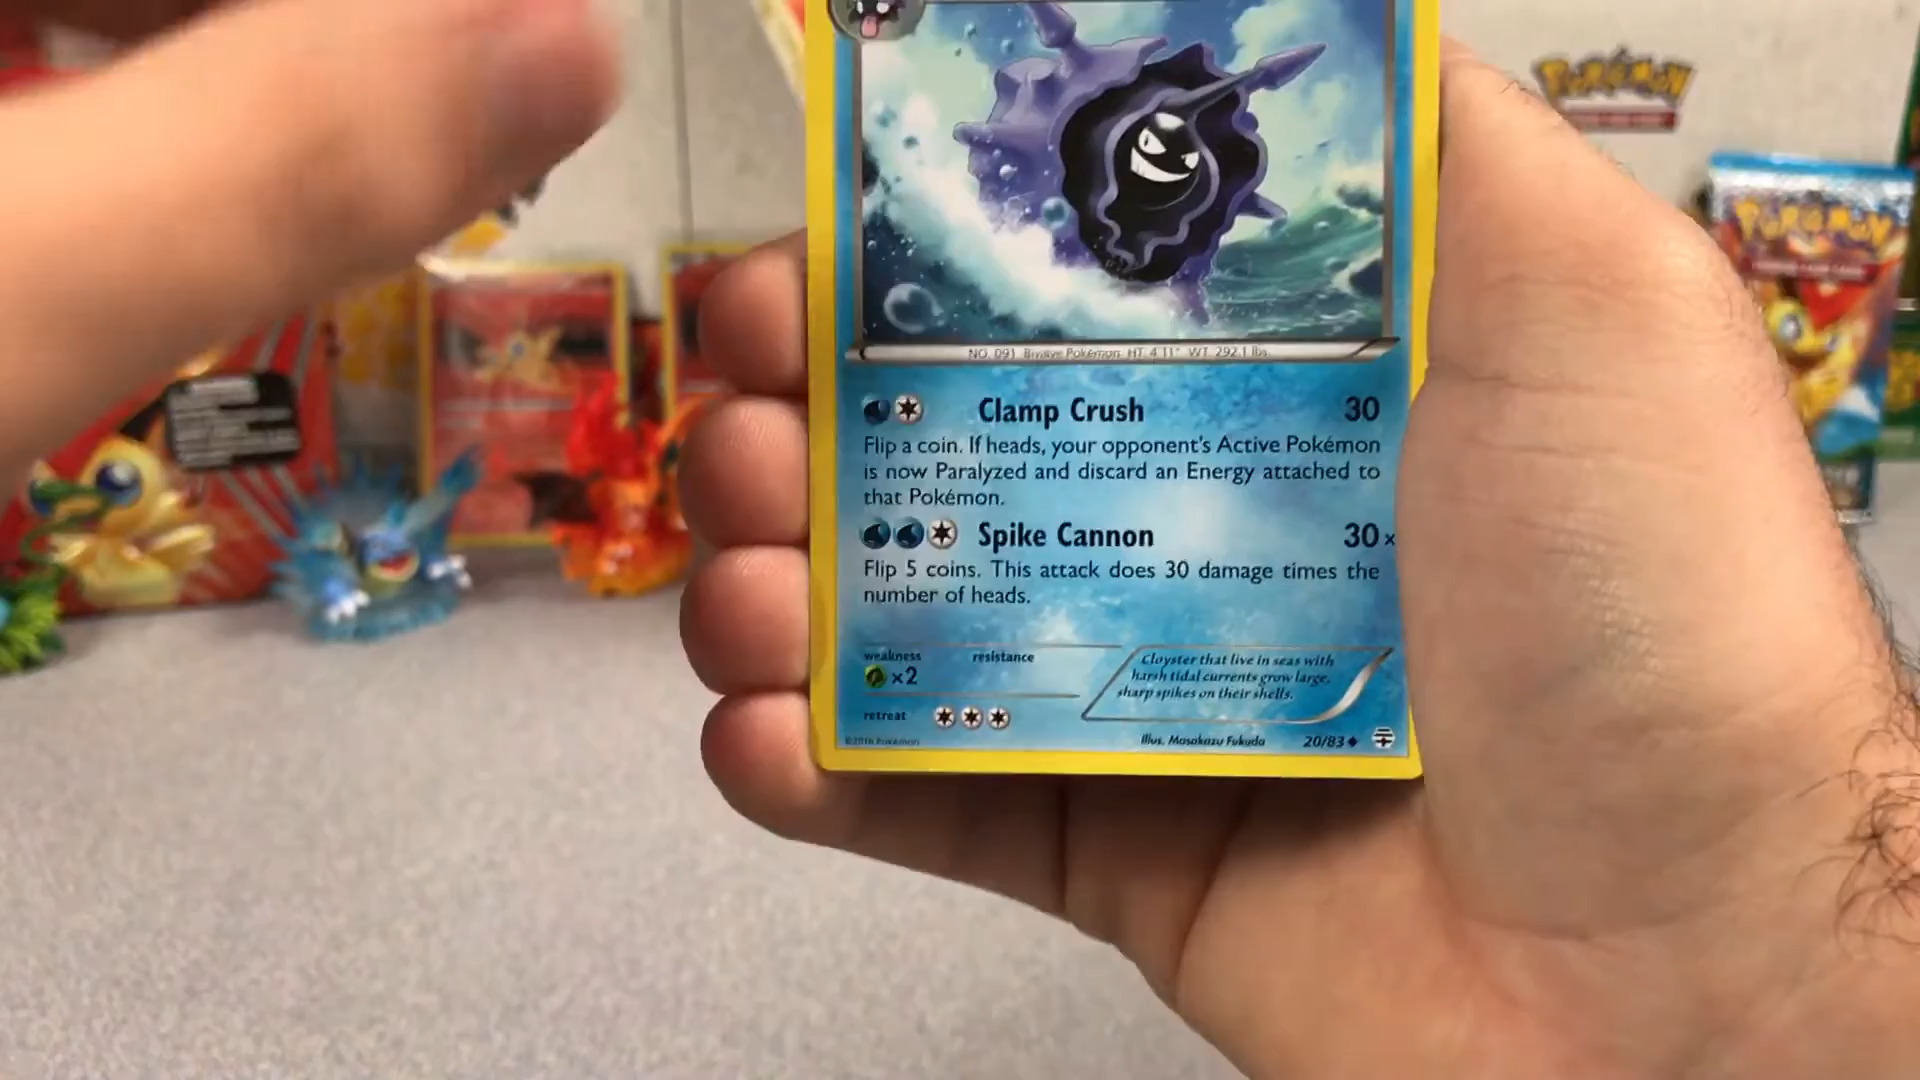 POKéMON
POKéMON
NO. 091 Bivalve Pokémon HT. 4'11" WT. 292.1 lbs.
Clamp Crush 30
Flip a coin. If heads, your opponent's Active Pokémon
is now Paralyzed and discard an Energy attached to
that Pokémon.
Spike Cannon 30×
Flip 5 coins. This attack does 30 damage times the
number of heads.
weakness resistance
×2
Cloyster that live in seas with
harsh tidal currents grow large,
sharp spikes on their shells.
retreat
©2016 Pokémon Illus. Masakazu Fukuda 20/83